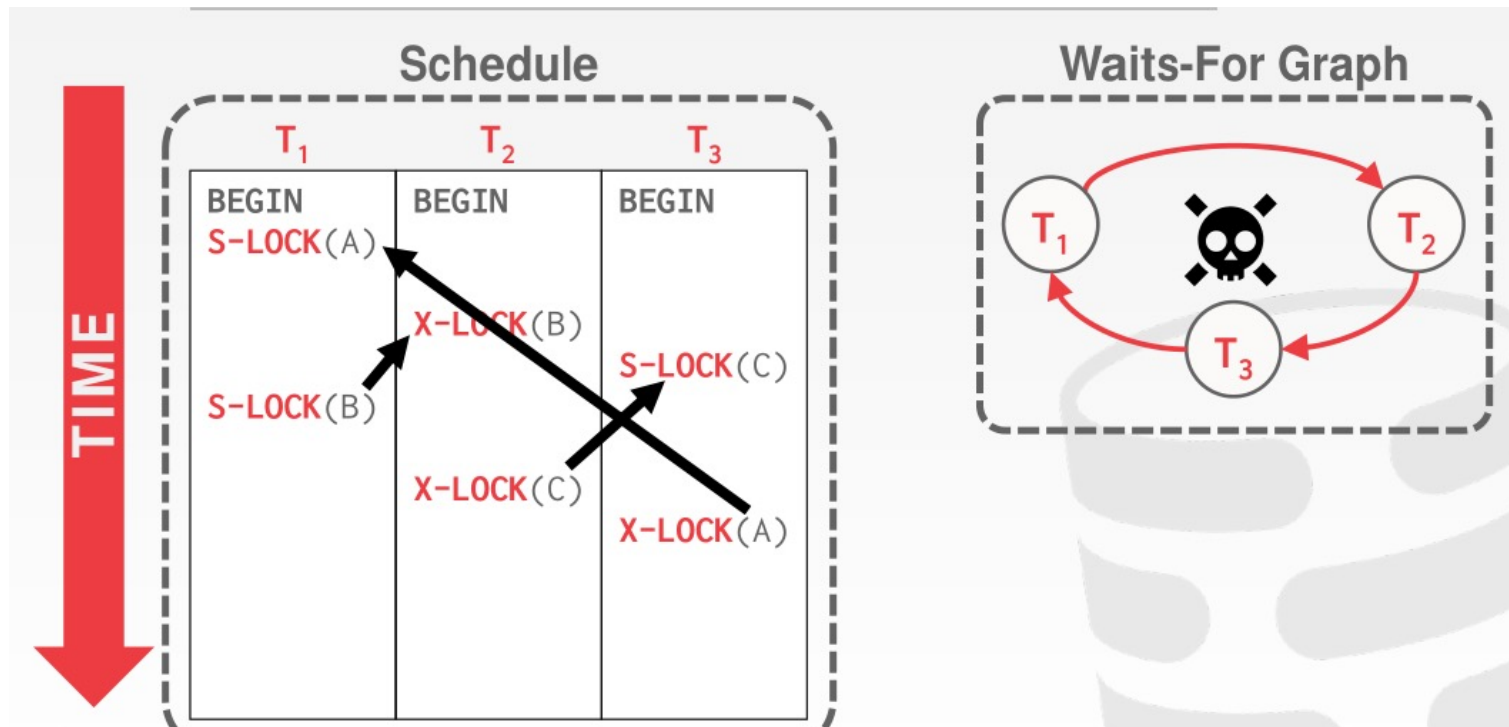 Schedule
Waits-For Graph
TIME
T₁ T₂ T₃
BEGIN BEGIN BEGIN
S-LOCK(A)
X-LOCK(B)
S-LOCK(C)
S-LOCK(B)
X-LOCK(C)
X-LOCK(A)
T₁ T₂
T₃